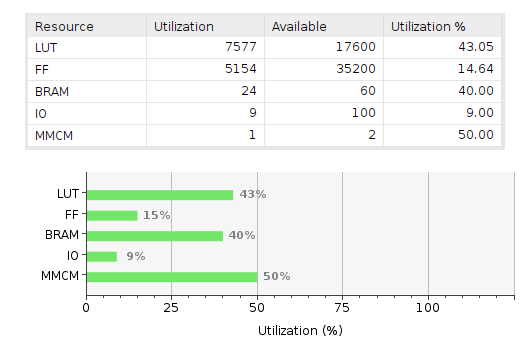 Resource Utilization Available Utilization %
LUT 7577 17600 43.05
FF 5154 35200 14.64
BRAM 24 60 40.00
IO 9 100 9.00
MMCM 1 2 50.00
LUT 43%
FF 15%
BRAM 40%
IO 9%
MMCM 50%
0 25 50 75 100
Utilization (%)